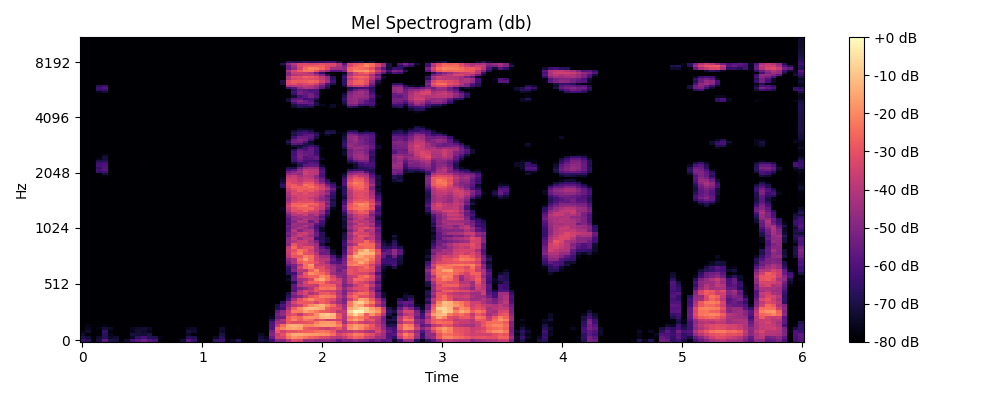 Mel Spectrogram (db)
Hz
8192
4096
2048
1024
512
0
0 1 2 3 4 5 6
Time
+0 dB
-10 dB
-20 dB
-30 dB
-40 dB
-50 dB
-60 dB
-70 dB
-80 dB